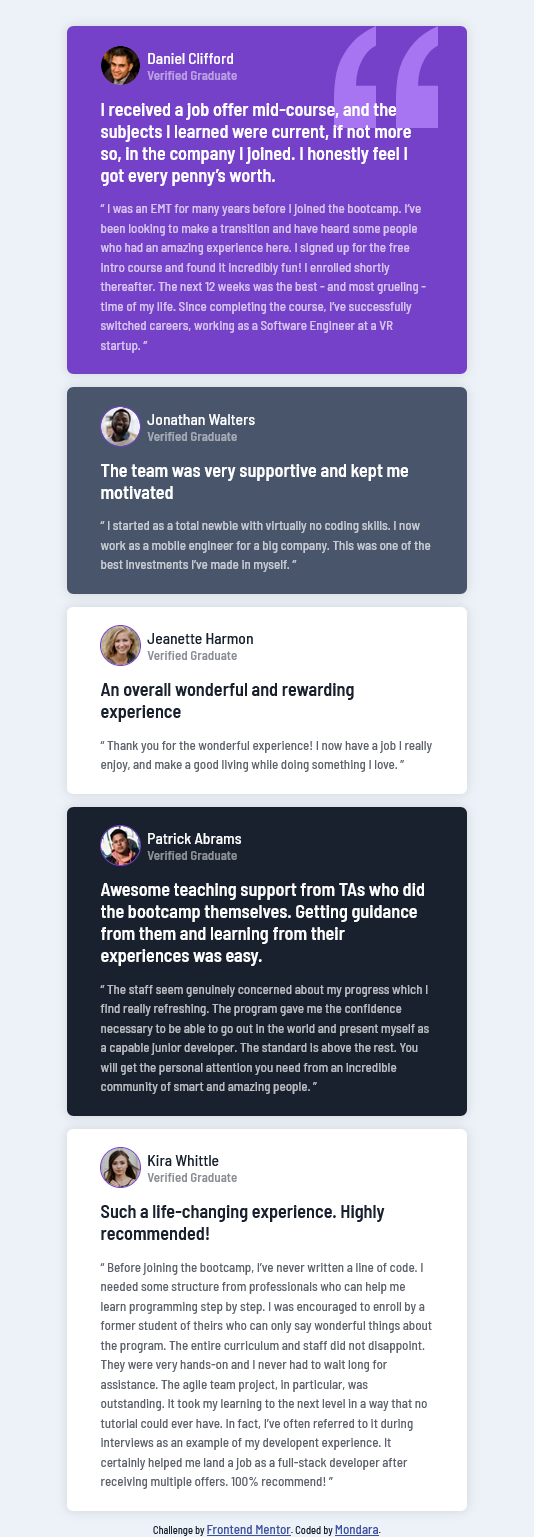 Daniel Clifford
Verified Graduate
I received a job offer mid-course, and the
subjects I learned were current, if not more
so, in the company I joined. I honestly feel I
got every penny’s worth.
“ I was an EMT for many years before I joined the bootcamp. I’ve
been looking to make a transition and have heard some people
who had an amazing experience here. I signed up for the free
intro course and found it incredibly fun! I enrolled shortly
thereafter. The next 12 weeks was the best - and most grueling -
time of my life. Since completing the course, I’ve successfully
switched careers, working as a Software Engineer at a VR
startup. ”
Jonathan Walters
Verified Graduate
The team was very supportive and kept me
motivated
“ I started as a total newbie with virtually no coding skills. I now
work as a mobile engineer for a big company. This was one of the
best investments I’ve made in myself. ”
Jeanette Harmon
Verified Graduate
An overall wonderful and rewarding
experience
“ Thank you for the wonderful experience! I now have a job I really
enjoy, and make a good living while doing something I love. ”
Patrick Abrams
Verified Graduate
Awesome teaching support from TAs who did
the bootcamp themselves. Getting guidance
from them and learning from their
experiences was easy.
“ The staff seem genuinely concerned about my progress which I
find really refreshing. The program gave me the confidence
necessary to be able to go out in the world and present myself as
a capable junior developer. The standard is above the rest. You
will get the personal attention you need from an incredible
community of smart and amazing people. ”
Kira Whittle
Verified Graduate
Such a life-changing experience. Highly
recommended!
“ Before joining the bootcamp, I’ve never written a line of code. I
needed some structure from professionals who can help me
learn programming step by step. I was encouraged to enroll by a
former student of theirs who can only say wonderful things about
the program. The entire curriculum and staff did not disappoint.
They were very hands-on and I never had to wait long for
assistance. The agile team project, in particular, was
outstanding. It took my learning to the next level in a way that no
tutorial could ever have. In fact, I’ve often referred to it during
interviews as an example of my developent experience. It
certainly helped me land a job as a full-stack developer after
receiving multiple offers. 100% recommend! ”
Challenge by Frontend Mentor. Coded by Mondara.